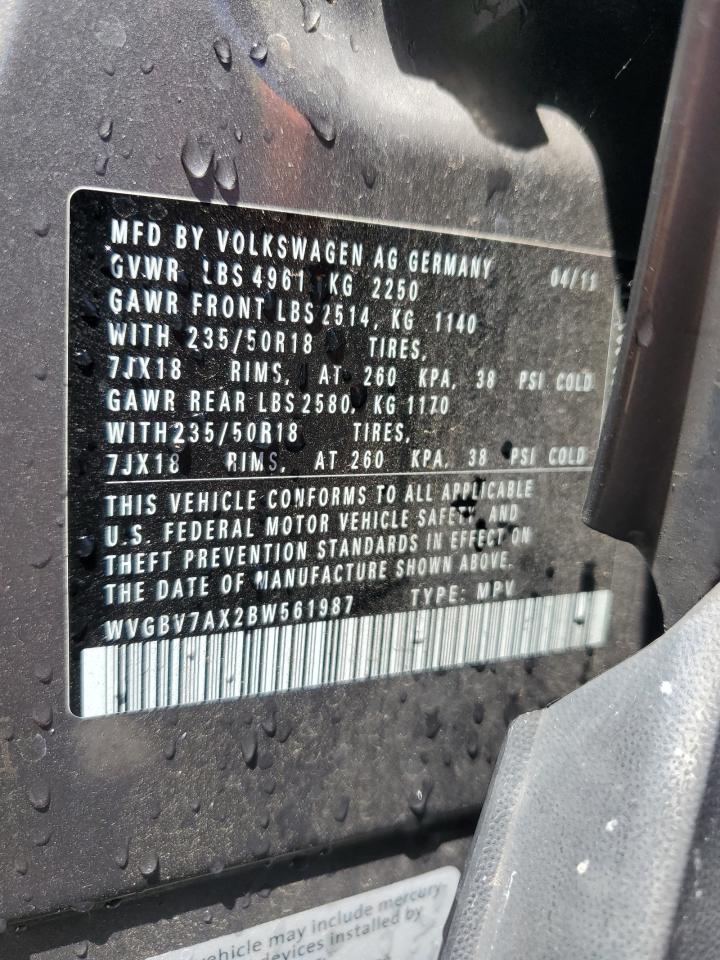 MFD BY VOLKSWAGEN AG GERMANY 04/11
GVWR LBS 4961, KG 2250
GAWR FRONT LBS 2514, KG 1140
WITH 235/50R18 TIRES,
7JX18 RIMS, AT 260 KPA, 38 PSI COLD
GAWR REAR LBS 2580, KG 1170
WITH 235/50R18 TIRES,
7JX18 RIMS, AT 260 KPA, 38 PSI COLD
THIS VEHICLE CONFORMS TO ALL APPLICABLE
U.S. FEDERAL MOTOR VEHICLE SAFETY AND
THEFT PREVENTION STANDARDS IN EFFECT ON
THE DATE OF MANUFACTURE SHOWN ABOVE.
WVGBV7AX2BW561987 TYPE: MPV
vehicle may include mercury
devices installed by